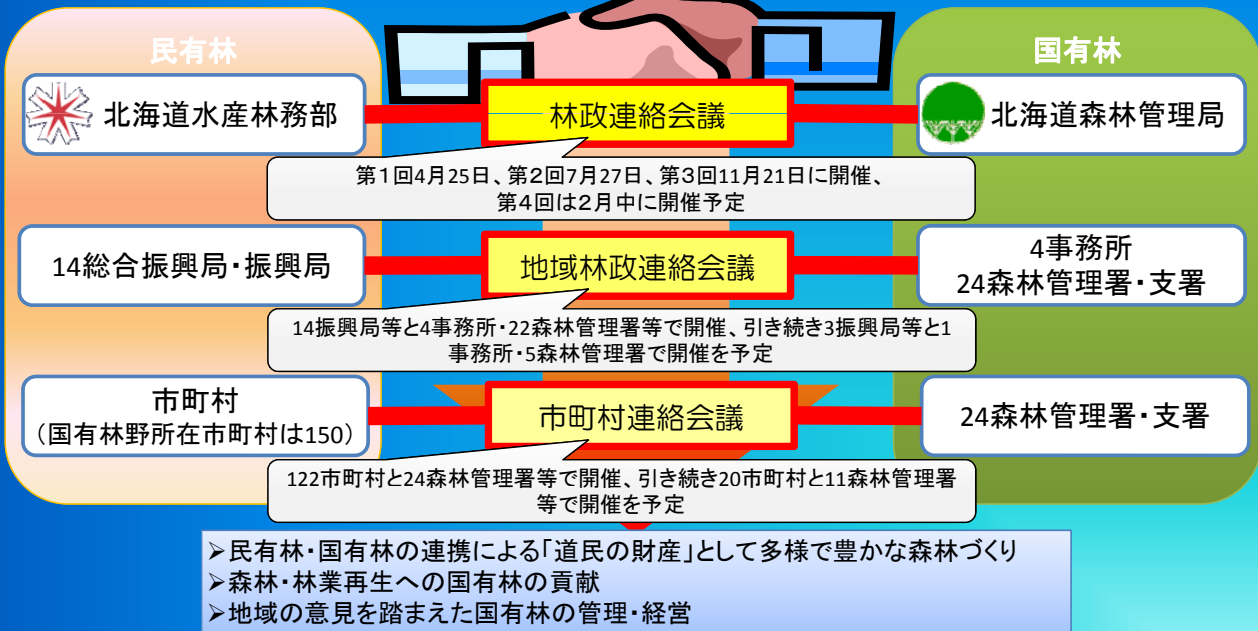 民有林
国有林
北海道水産林務部
林政連絡会議
北海道森林管理局
第1回4月25日、第2回7月27日、第3回11月21日に開催、
第4回は2月中に開催予定
14総合振興局・振興局
地域林政連絡会議
4事務所
24森林管理署・支署
14振興局等と4事務所・22森林管理署等で開催、引き続き3振興局等と1
事務所・5森林管理署で開催を予定
市町村
(国有林野所在市町村は150)
市町村連絡会議
24森林管理署・支署
122市町村と24森林管理署等で開催、引き続き20市町村と11森林管理署
等で開催を予定
➢民有林・国有林の連携による「道民の財産」として多様で豊かな森林づくり
➢森林・林業再生への国有林の貢献
➢地域の意見を踏まえた国有林の管理・経営